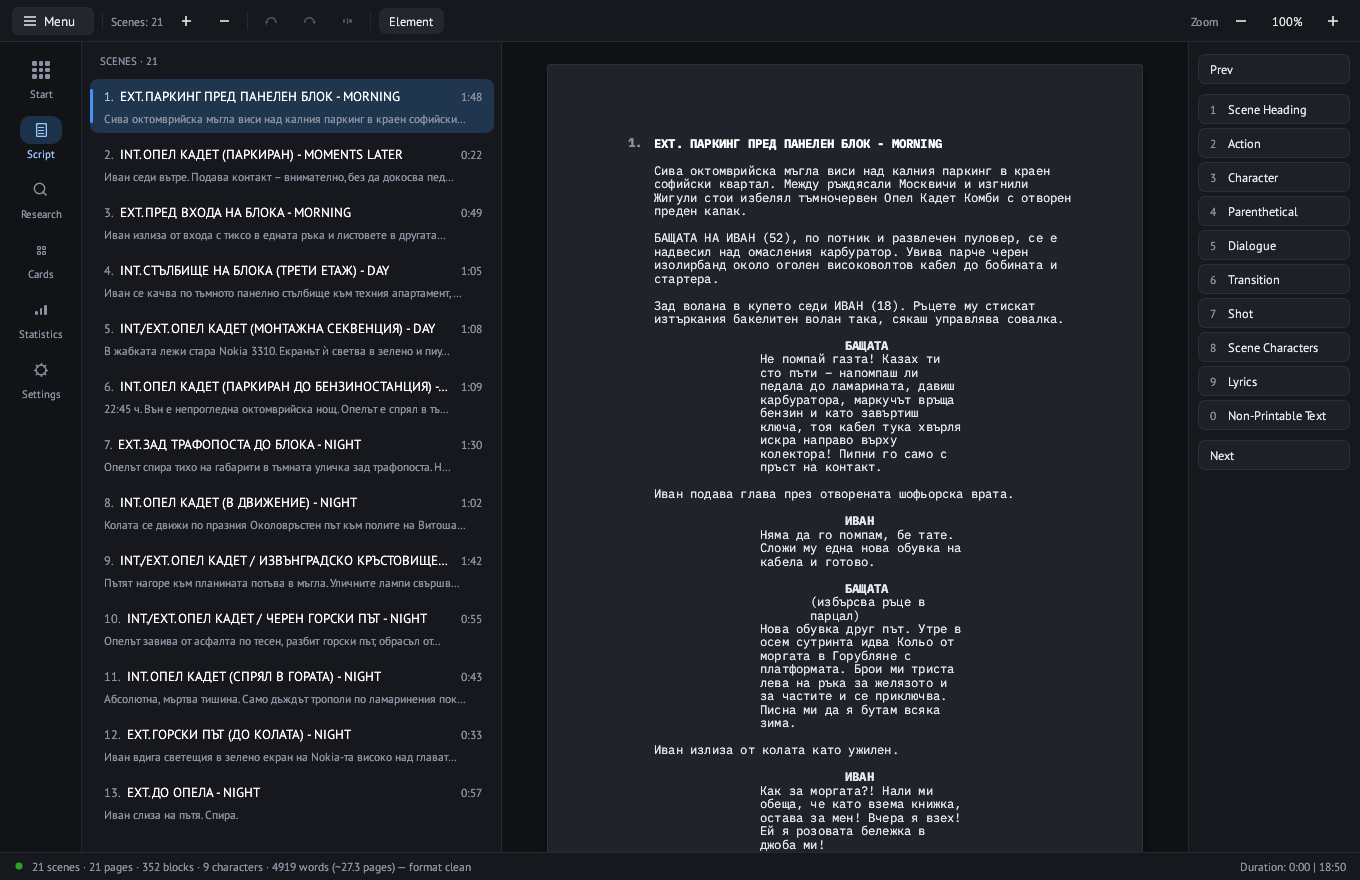 Menu
Scenes: 21
Element
Zoom
100%
Start
Script
Research
Cards
Statistics
Settings
SCENES · 21
1. EXT.ПАРКИНГ ПРЕД ПАНЕЛЕН БЛОК - MORNING 1:48
Сива октомврийска мъгла виси над калния паркинг в краен софийски...
2. INT.ОПЕЛ КАДЕТ (ПАРКИРАН) - MOMENTS LATER 0:22
Иван седи вътре. Подава контакт – внимателно, без да докосва пед...
3. EXT.ПРЕД ВХОДА НА БЛОКА - MORNING 0:49
Иван излиза от входа с тиксо в едната ръка и листовете в другата...
4. INT.СТЪЛБИЩЕ НА БЛОКА (ТРЕТИ ЕТАЖ) - DAY 1:05
Иван се качва по тъмното панелно стълбище към техния апартамент, ...
5. INT./EXT.ОПЕЛ КАДЕТ (МОНТАЖНА СЕКВЕНЦИЯ) - DAY 1:08
В жабката лежи стара Nokia 3310. Екранът ѝ светва в зелено и пиу...
6. INT./EXT.ОПЕЛ КАДЕТ (ПАРКИРАН ДО БЕНЗИНОСТАНЦИЯ) -... 1:09
22:45 ч. Вън е непрогледна октомврийска нощ. Опелът е спрял в тъ...
7. EXT.ЗАД ТРАФОПОСТА ДО БЛОКА - NIGHT 1:30
Опелът спира тихо на габарити в тъмната уличка зад трафопоста. Н...
8. INT.ОПЕЛ КАДЕТ (В ДВИЖЕНИЕ) - NIGHT 1:02
Колата се движи по празния Околовръстен път към полите на Витоша...
9. INT./EXT.ОПЕЛ КАДЕТ / ИЗВЪНГРАДСКО КРЪСТОВИЩЕ... 1:42
Пътят нагоре към планината потъва в мъгла. Уличните лампи свършв...
10. INT./EXT.ОПЕЛ КАДЕТ / ЧЕРЕН ГОРСКИ ПЪТ - NIGHT 0:55
Опелът завива от асфалта по тесен, разбит горски път, обрасъл от...
11. INT.ОПЕЛ КАДЕТ (СПРЯЛ В ГОРАТА) - NIGHT 0:43
Абсолютна, мъртва тишина. Само дъждът трополи по ламаринения пок...
12. EXT.ГОРСКИ ПЪТ (ДО КОЛАТА) - NIGHT 0:33
Иван вдига светещия в зелено екран на Nokia-та високо над глават...
13. EXT.ДО ОПЕЛА - NIGHT 0:57
Иван слиза на пътя. Спира.
1. EXT. ПАРКИНГ ПРЕД ПАНЕЛЕН БЛОК - MORNING
Сива октомврийска мъгла виси над калния паркинг в краен
софийски квартал. Между ръждясали Москвичи и изгнили
Жигули стои избелял тъмночервен Опел Кадет Комби с отворен
преден капак.
БАЩАТА НА ИВАН (52), по потник и развлечен пуловер, се е
надвесил над омасления карбуратор. Увива парче черен
изолирбанд около оголен високоволтов кабел до бобината и
стартера.
Зад волана в купето седи ИВАН (18). Ръцете му стискат
изтъркания бакелитен волан така, сякаш управлява совалка.
БАЩАТА
Не помпай газта! Казах ти
сто пъти – напомпаш ли
педала до ламарината, давиш
карбуратора, маркучът връща
бензин и като завъртиш
ключа, тоя кабел тука хвърля
искра направо върху
колектора! Пипни го само с
пръст на контакт.
Иван подава глава през отворената шофьорска врата.
ИВАН
Няма да го помпам, бе тате.
Сложи му една нова обувка на
кабела и готово.
БАЩАТА
(избърсва ръце в
парцал)
Нова обувка друг път. Утре в
осем сутринта идва Кольо от
моргата в Горубляне с
платформата. Брои ми триста
лева на ръка за желязото и
за частите и се приключва.
Писна ми да я бутам всяка
зима.
Иван излиза от колата като ужилен.
ИВАН
Как за моргата?! Нали ми
обеща, че като взема книжка,
остава за мен! Вчера я взех!
Ей я розовата бележка в
джоба ми!
Prev
1 Scene Heading
2 Action
3 Character
4 Parenthetical
5 Dialogue
6 Transition
7 Shot
8 Scene Characters
9 Lyrics
0 Non-Printable Text
Next
21 scenes · 21 pages · 352 blocks · 9 characters · 4919 words (~27.3 pages) — format clean
Duration: 0:00 | 18:50